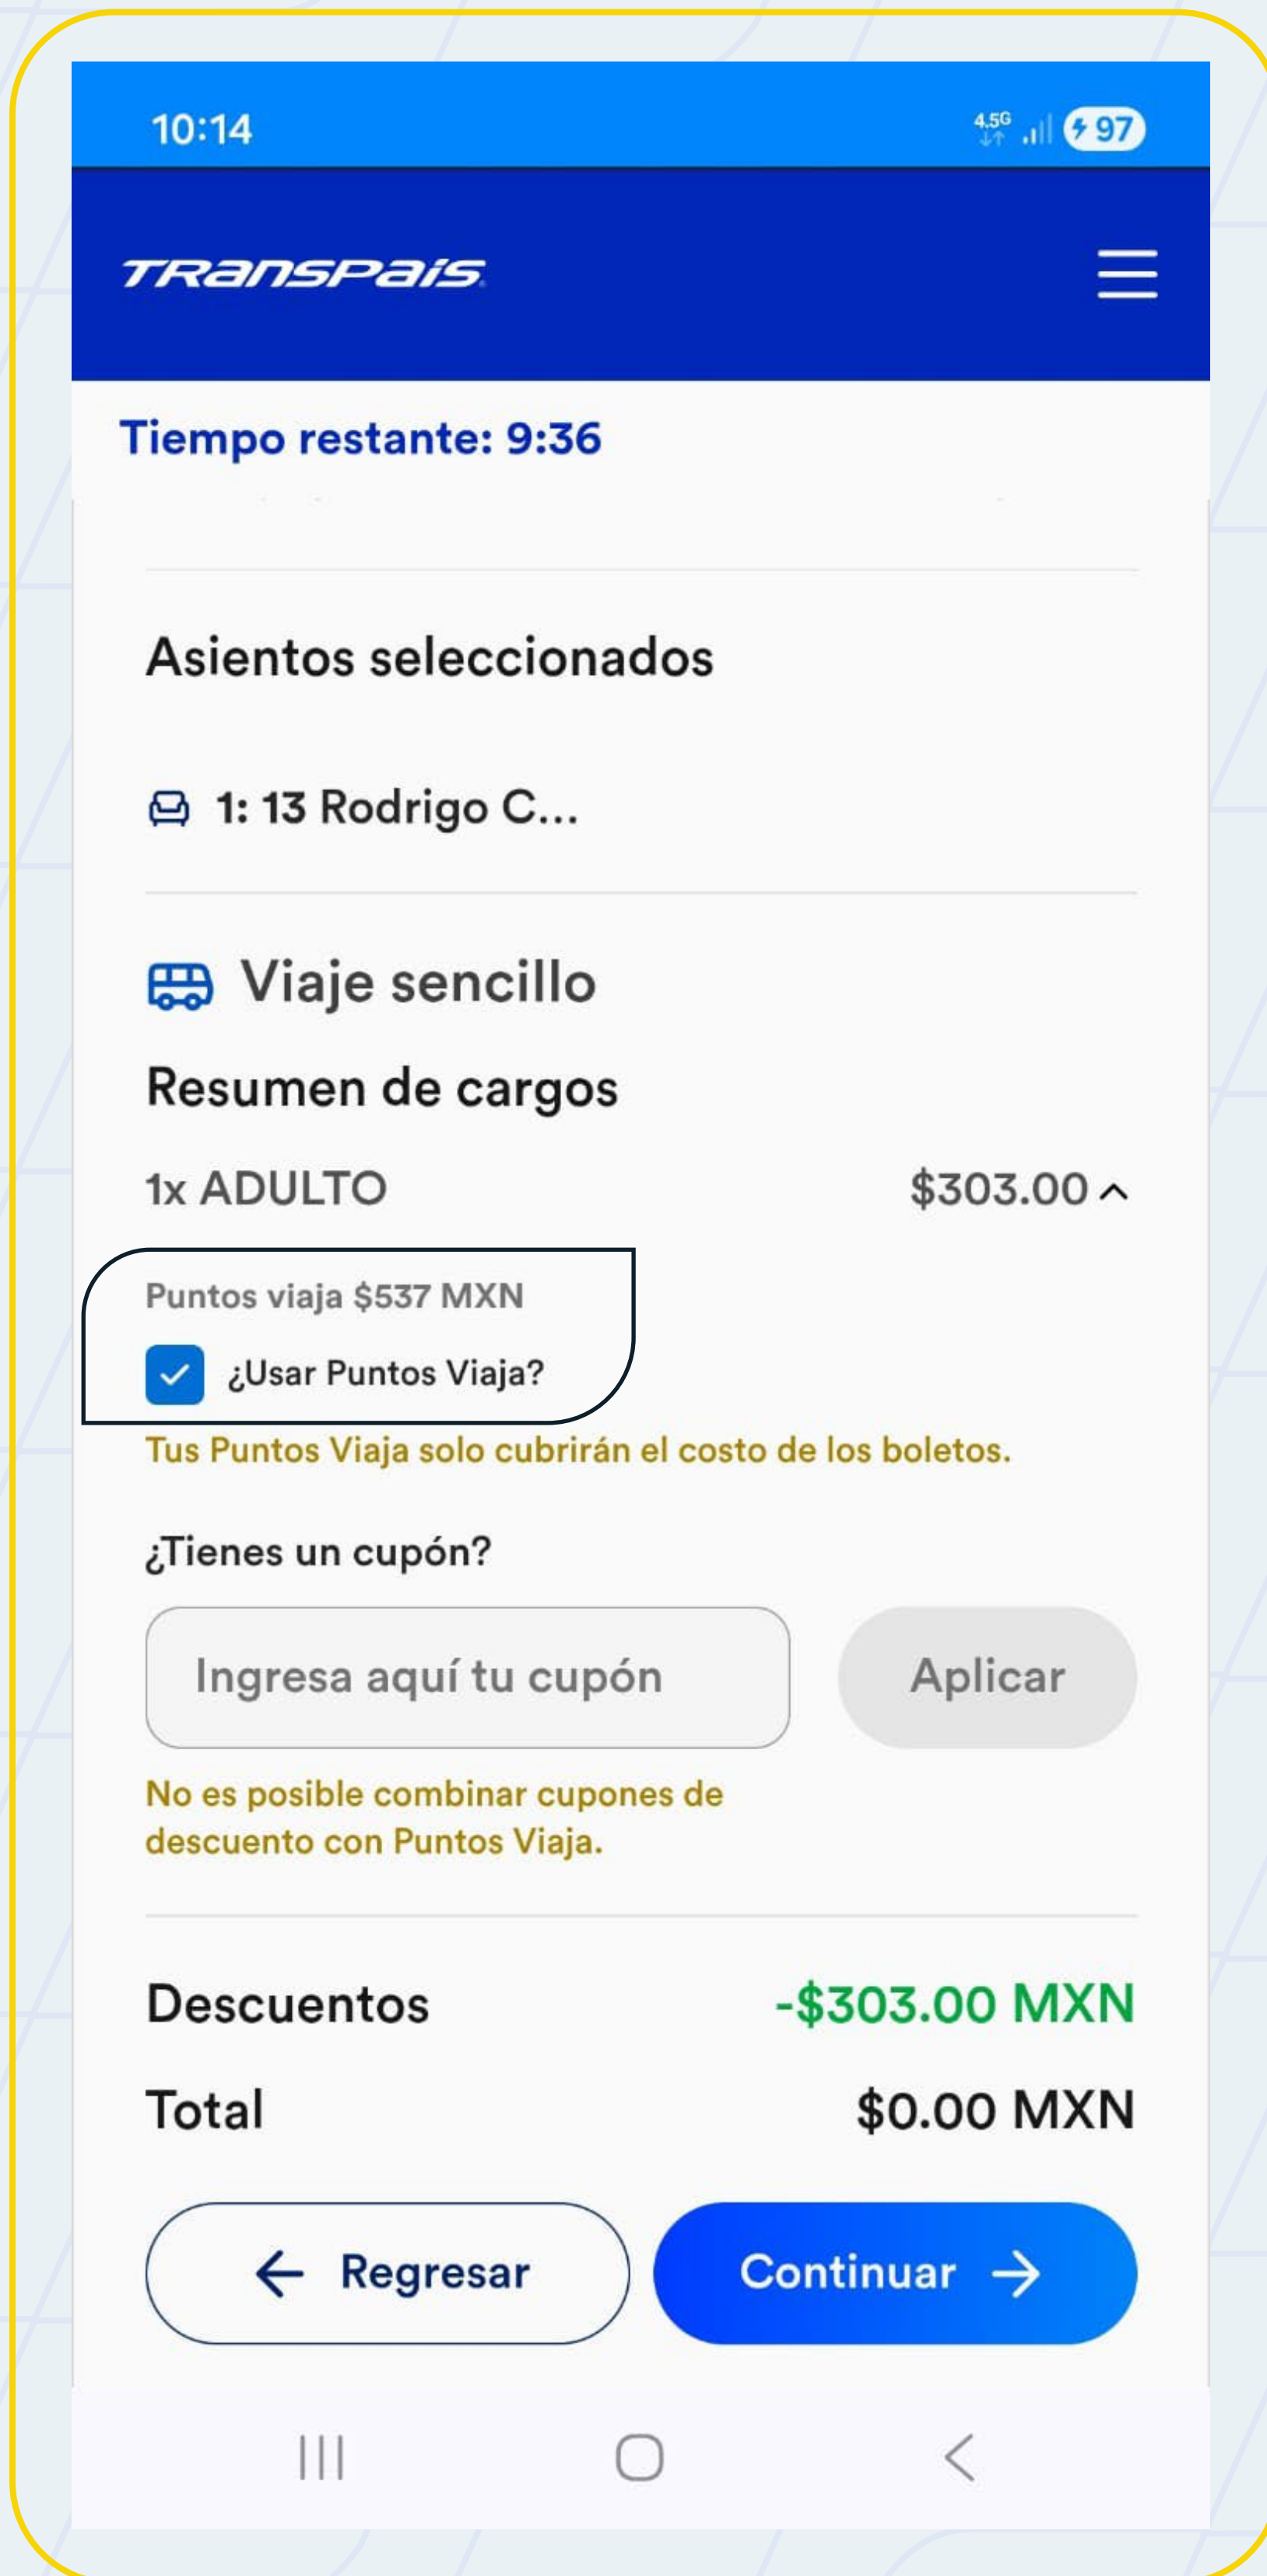 10:14
4.5G
97
TRANSPAÍS
Tiempo restante: 9:36
Asientos seleccionados
1: 13 Rodrigo C...
Viaje sencillo
Resumen de cargos
1x ADULTO $303.00
Puntos viaja $537 MXN
¿Usar Puntos Viaja?
Tus Puntos Viaja solo cubrirán el costo de los boletos.
¿Tienes un cupón?
Ingresa aquí tu cupón
Aplicar
No es posible combinar cupones de
descuento con Puntos Viaja.
Descuentos -$303.00 MXN
Total $0.00 MXN
Regresar
Continuar